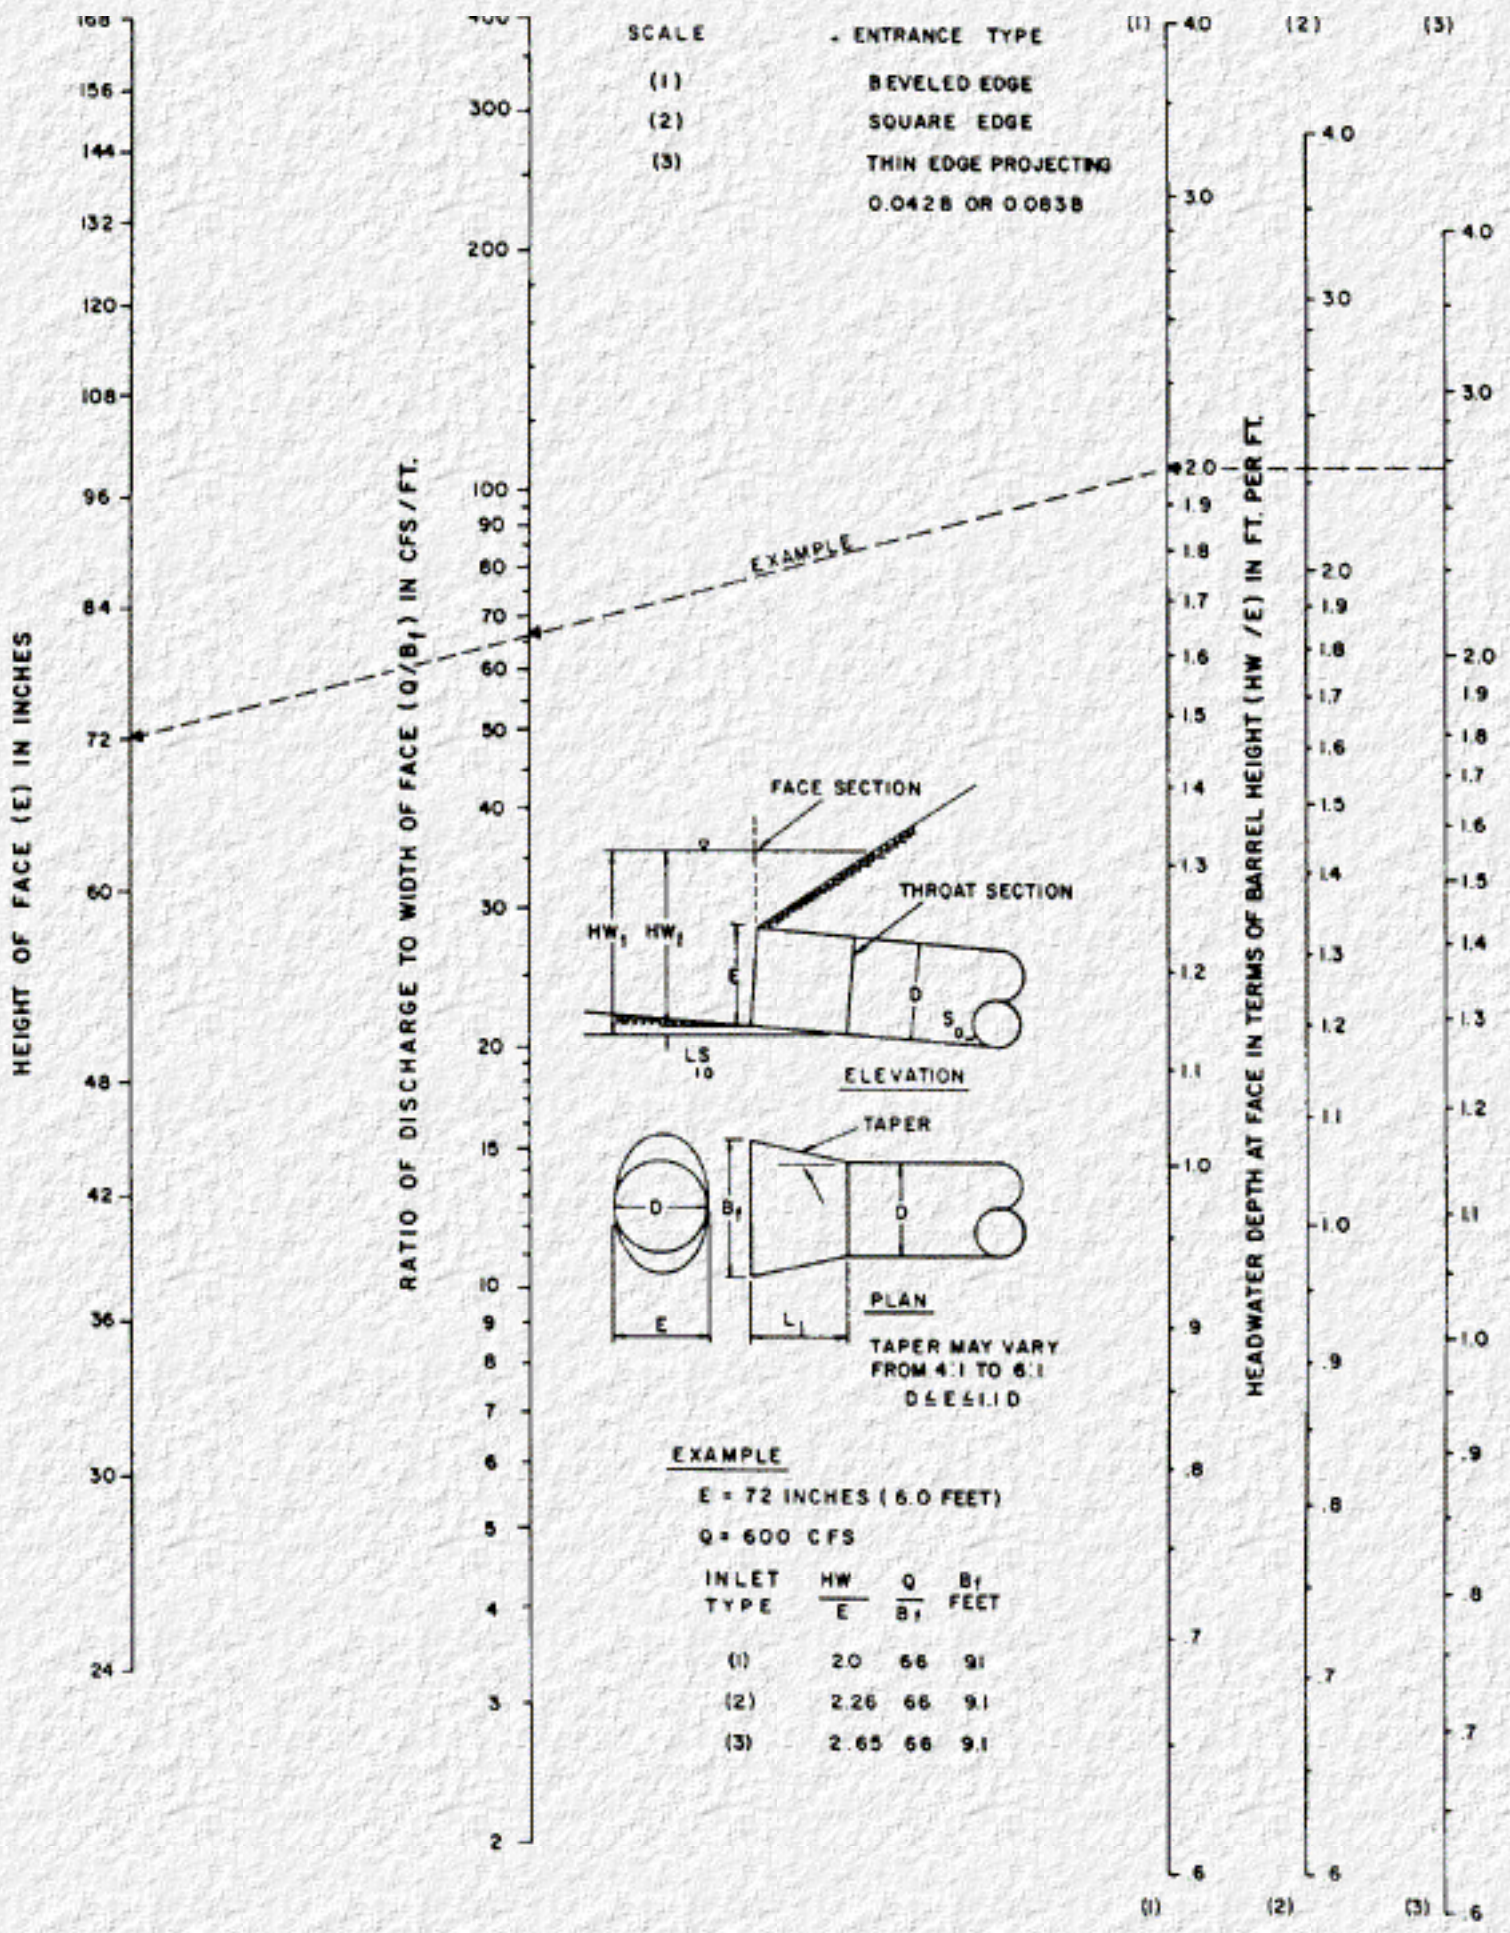 HEIGHT OF FACE (E) IN INCHES
168
156
144
132
120
108
96
84
72
60
48
42
36
30
24
RATIO OF DISCHARGE TO WIDTH OF FACE (Q/Bf) IN CFS/FT.
400
300
200
100
90
80
70
60
50
40
30
20
15
10
9
8
7
6
5
4
3
2
SCALE ENTRANCE TYPE
(1) BEVELED EDGE
(2) SQUARE EDGE
(3) THIN EDGE PROJECTING
0.042B OR 0.083B
EXAMPLE
FACE SECTION
THROAT SECTION
HW1 HWf
E
D
So
LS
10
ELEVATION
TAPER
D
Bf
D
E
L1
PLAN
TAPER MAY VARY
FROM 4:1 TO 6:1
D≤E≤1.1D
EXAMPLE
E = 72 INCHES (6.0 FEET)
Q = 600 CFS
INLET HW Q Bf
TYPE E Bf FEET
(1) 2.0 66 9.1
(2) 2.26 66 9.1
(3) 2.65 66 9.1
HEADWATER DEPTH AT FACE IN TERMS OF BARREL HEIGHT (HW /E) IN FT. PER FT.
(1)
4.0
3.0
2.0
1.9
1.8
1.7
1.6
1.5
1.4
1.3
1.2
1.1
1.0
.9
.8
.7
.6
(1)
(2)
4.0
3.0
2.0
1.9
1.8
1.7
1.6
1.5
1.4
1.3
1.2
1.1
1.0
.9
.8
.7
.6
(2)
(3)
4.0
3.0
2.0
1.9
1.8
1.7
1.6
1.5
1.4
1.3
1.2
1.1
1.0
.9
.8
.7
.6
(3)